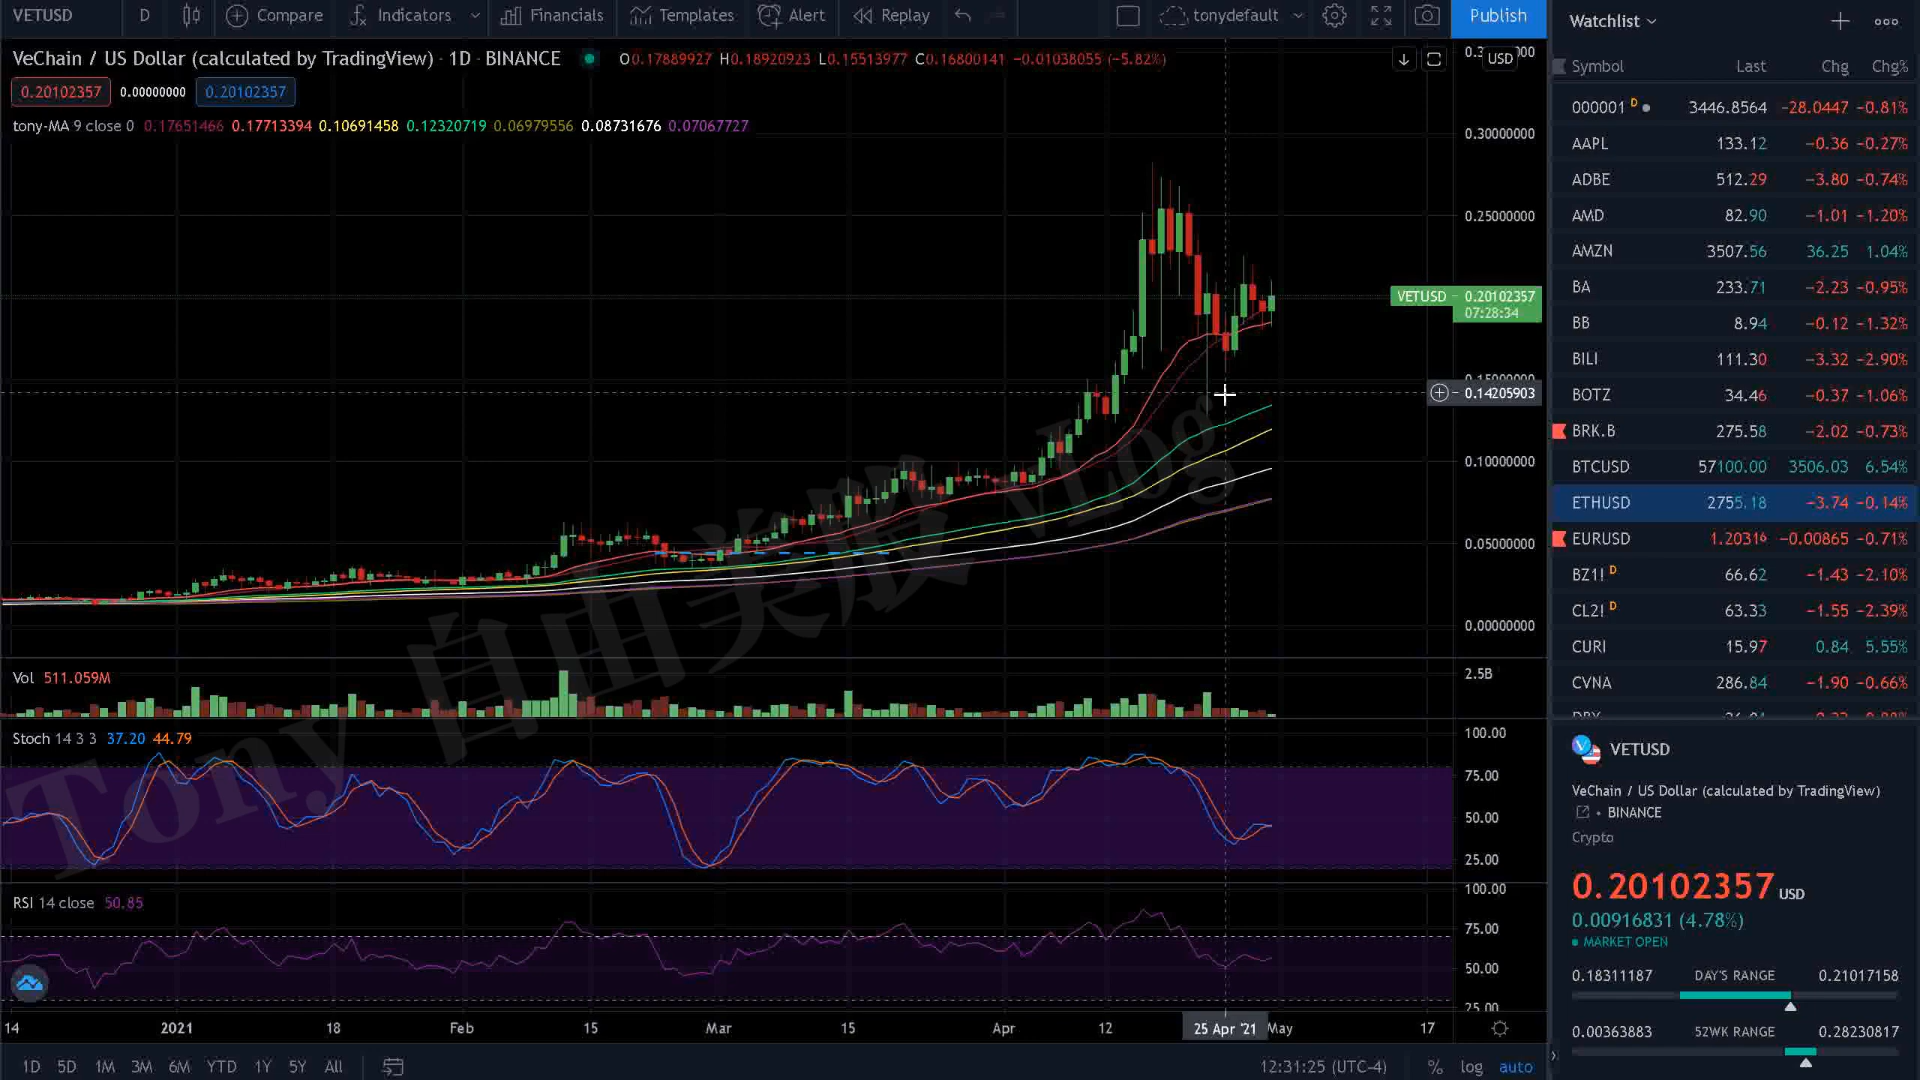 VETUSD D Compare Indicators Financials Templates Alert Replay tonydefault Publish
VeChain / US Dollar (calculated by TradingView) · 1D · BINANCE O0.17889927 H0.18920923 L0.15513977 C0.16800141 −0.01038055 (−5.82%)
0.20102357 0.00000000 0.20102357
tony-MA 9 close 0 0.17651466 0.17713394 0.10691458 0.12320719 0.06979556 0.08731676 0.07067727
USD
0.30000000
0.25000000
VETUSD 0.20102357
07:28:34
0.15000000
0.14205903
0.10000000
0.05000000
0.00000000
Tony 自由美股 vLog
Vol 511.059M
2.5B
Stoch 14 3 3 37.20 44.79
100.00
75.00
50.00
25.00
RSI 14 close 50.85
100.00
75.00
50.00
25.00
14 2021 18 Feb 15 Mar 15 Apr 12 25 Apr '21 May 17
1D 5D 1M 3M 6M YTD 1Y 5Y All 12:31:25 (UTC-4) % log auto
Watchlist
Symbol Last Chg Chg%
000001 D 3446.8564 −28.0447 −0.81%
AAPL 133.12 −0.36 −0.27%
ADBE 512.29 −3.80 −0.74%
AMD 82.90 −1.01 −1.20%
AMZN 3507.56 36.25 1.04%
BA 233.71 −2.23 −0.95%
BB 8.94 −0.12 −1.32%
BILI 111.30 −3.32 −2.90%
BOTZ 34.46 −0.37 −1.06%
BRK.B 275.58 −2.02 −0.73%
BTCUSD 57100.00 3506.03 6.54%
ETHUSD 2755.18 −3.74 −0.14%
EURUSD 1.20316 −0.00865 −0.71%
BZ1! D 66.62 −1.43 −2.10%
CL2! D 63.33 −1.55 −2.39%
CURI 15.97 0.84 5.55%
CVNA 286.84 −1.90 −0.66%
VETUSD
VeChain / US Dollar (calculated by TradingView)
• BINANCE
Crypto
0.20102357 USD
0.00916831 (4.78%)
MARKET OPEN
0.18311187 DAY'S RANGE 0.21017158
0.00363883 52WK RANGE 0.28230817